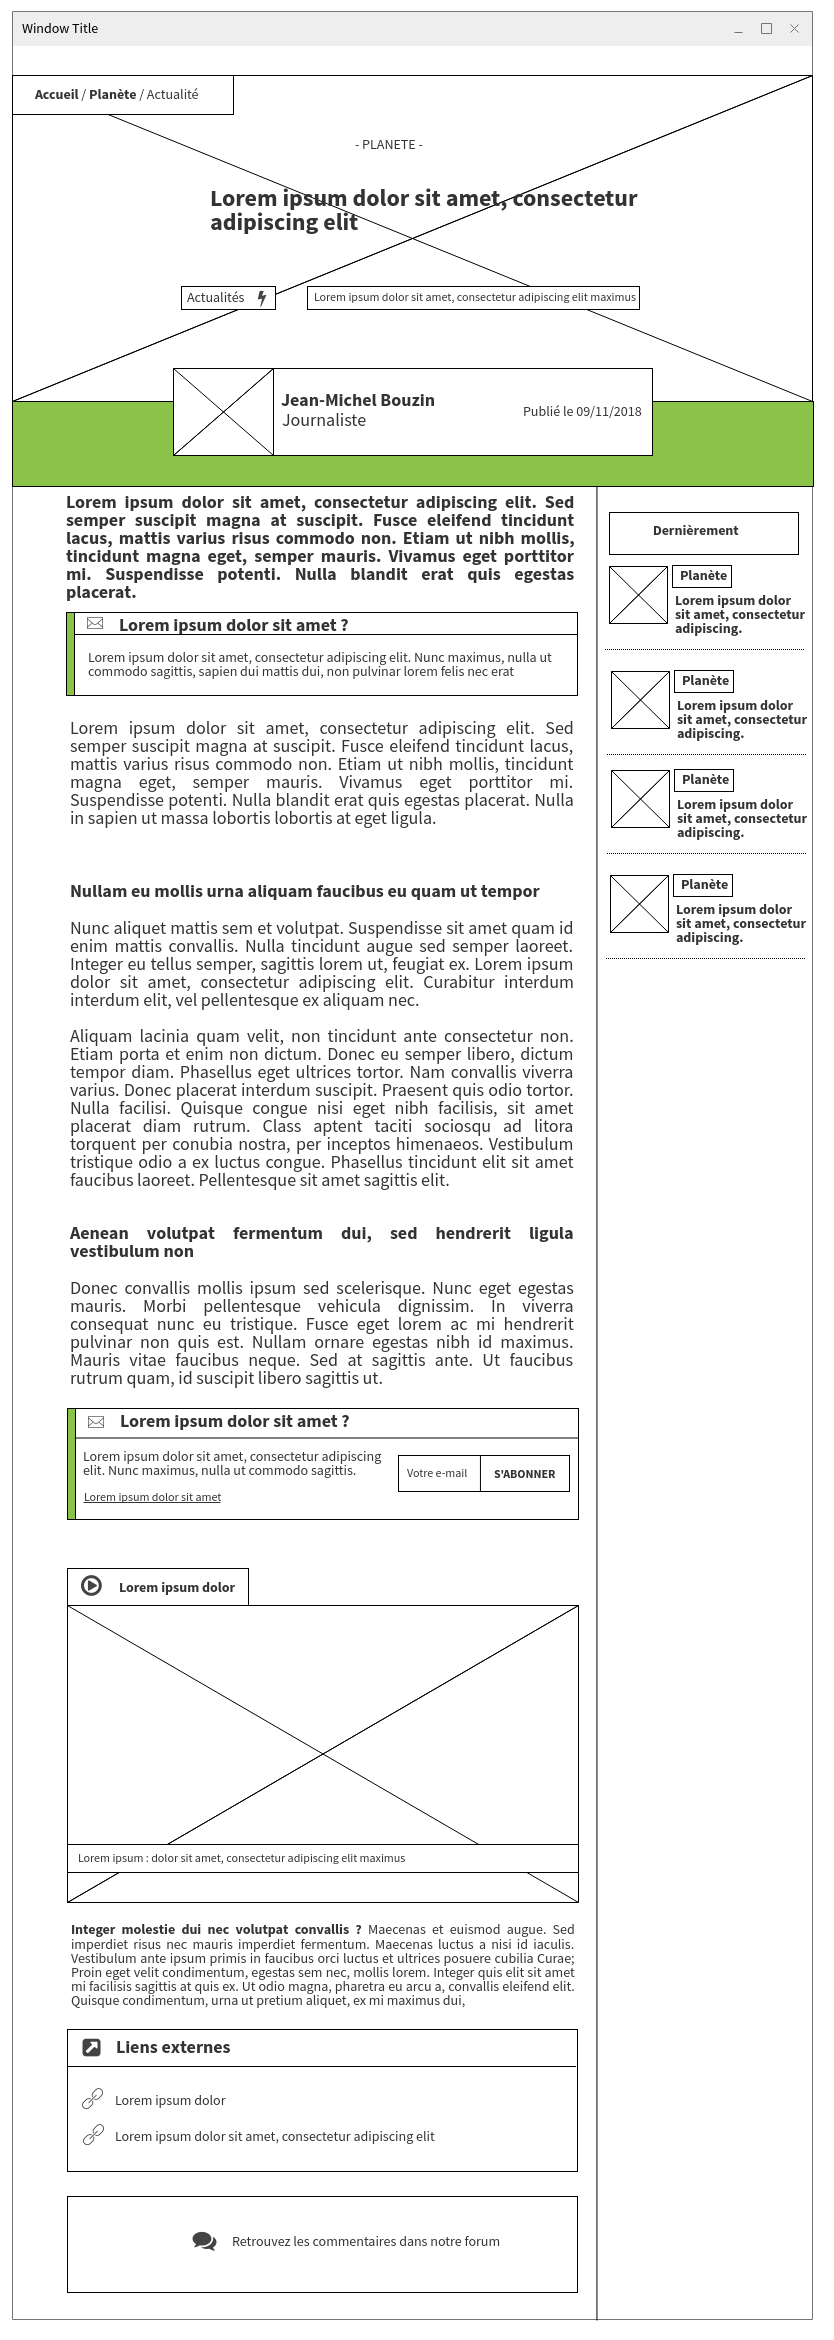 Window Title
Accueil / Planète / Actualité
- PLANETE -
Lorem ipsum dolor sit amet, consectetur
adipiscing elit
Actualités
Lorem ipsum dolor sit amet, consectetur adipiscing elit maximus
Jean-Michel Bouzin
Journaliste
Publié le 09/11/2018
Lorem ipsum dolor sit amet, consectetur adipiscing elit. Sed
semper suscipit magna at suscipit. Fusce eleifend tincidunt
lacus, mattis varius risus commodo non. Etiam ut nibh mollis,
tincidunt magna eget, semper mauris. Vivamus eget porttitor
mi. Suspendisse potenti. Nulla blandit erat quis egestas
placerat.
Lorem ipsum dolor sit amet ?
Lorem ipsum dolor sit amet, consectetur adipiscing elit. Nunc maximus, nulla ut
commodo sagittis, sapien dui mattis dui, non pulvinar lorem felis nec erat
Lorem ipsum dolor sit amet, consectetur adipiscing elit. Sed
semper suscipit magna at suscipit. Fusce eleifend tincidunt lacus,
mattis varius risus commodo non. Etiam ut nibh mollis, tincidunt
magna eget, semper mauris. Vivamus eget porttitor mi.
Suspendisse potenti. Nulla blandit erat quis egestas placerat. Nulla
in sapien ut massa lobortis lobortis at eget ligula.
Nullam eu mollis urna aliquam faucibus eu quam ut tempor
Nunc aliquet mattis sem et volutpat. Suspendisse sit amet quam id
enim mattis convallis. Nulla tincidunt augue sed semper laoreet.
Integer eu tellus semper, sagittis lorem ut, feugiat ex. Lorem ipsum
dolor sit amet, consectetur adipiscing elit. Curabitur interdum
interdum elit, vel pellentesque ex aliquam nec.
Aliquam lacinia quam velit, non tincidunt ante consectetur non.
Etiam porta et enim non dictum. Donec eu semper libero, dictum
tempor diam. Phasellus eget ultrices tortor. Nam convallis viverra
varius. Donec placerat interdum suscipit. Praesent quis odio tortor.
Nulla facilisi. Quisque congue nisi eget nibh facilisis, sit amet
placerat diam rutrum. Class aptent taciti sociosqu ad litora
torquent per conubia nostra, per inceptos himenaeos. Vestibulum
tristique odio a ex luctus congue. Phasellus tincidunt elit sit amet
faucibus laoreet. Pellentesque sit amet sagittis elit.
Aenean volutpat fermentum dui, sed hendrerit ligula
vestibulum non
Donec convallis mollis ipsum sed scelerisque. Nunc eget egestas
mauris. Morbi pellentesque vehicula dignissim. In viverra
consequat nunc eu tristique. Fusce eget lorem ac mi hendrerit
pulvinar non quis est. Nullam ornare egestas nibh id maximus.
Mauris vitae faucibus neque. Sed at sagittis ante. Ut faucibus
rutrum quam, id suscipit libero sagittis ut.
Lorem ipsum dolor sit amet ?
Lorem ipsum dolor sit amet, consectetur adipiscing
elit. Nunc maximus, nulla ut commodo sagittis.
Lorem ipsum dolor sit amet
Votre e-mail
S'ABONNER
Lorem ipsum dolor
Lorem ipsum : dolor sit amet, consectetur adipiscing elit maximus
Integer molestie dui nec volutpat convallis ? Maecenas et euismod augue. Sed
imperdiet risus nec mauris imperdiet fermentum. Maecenas luctus a nisi id iaculis.
Vestibulum ante ipsum primis in faucibus orci luctus et ultrices posuere cubilia Curae;
Proin eget velit condimentum, egestas sem nec, mollis lorem. Integer quis elit sit amet
mi facilisis sagittis at quis ex. Ut odio magna, pharetra eu arcu a, convallis eleifend elit.
Quisque condimentum, urna ut pretium aliquet, ex mi maximus dui,
Liens externes
Lorem ipsum dolor
Lorem ipsum dolor sit amet, consectetur adipiscing elit
Retrouvez les commentaires dans notre forum
Dernièrement
Planète
Lorem ipsum dolor
sit amet, consectetur
adipiscing.
Planète
Lorem ipsum dolor
sit amet, consectetur
adipiscing.
Planète
Lorem ipsum dolor
sit amet, consectetur
adipiscing.
Planète
Lorem ipsum dolor
sit amet, consectetur
adipiscing.